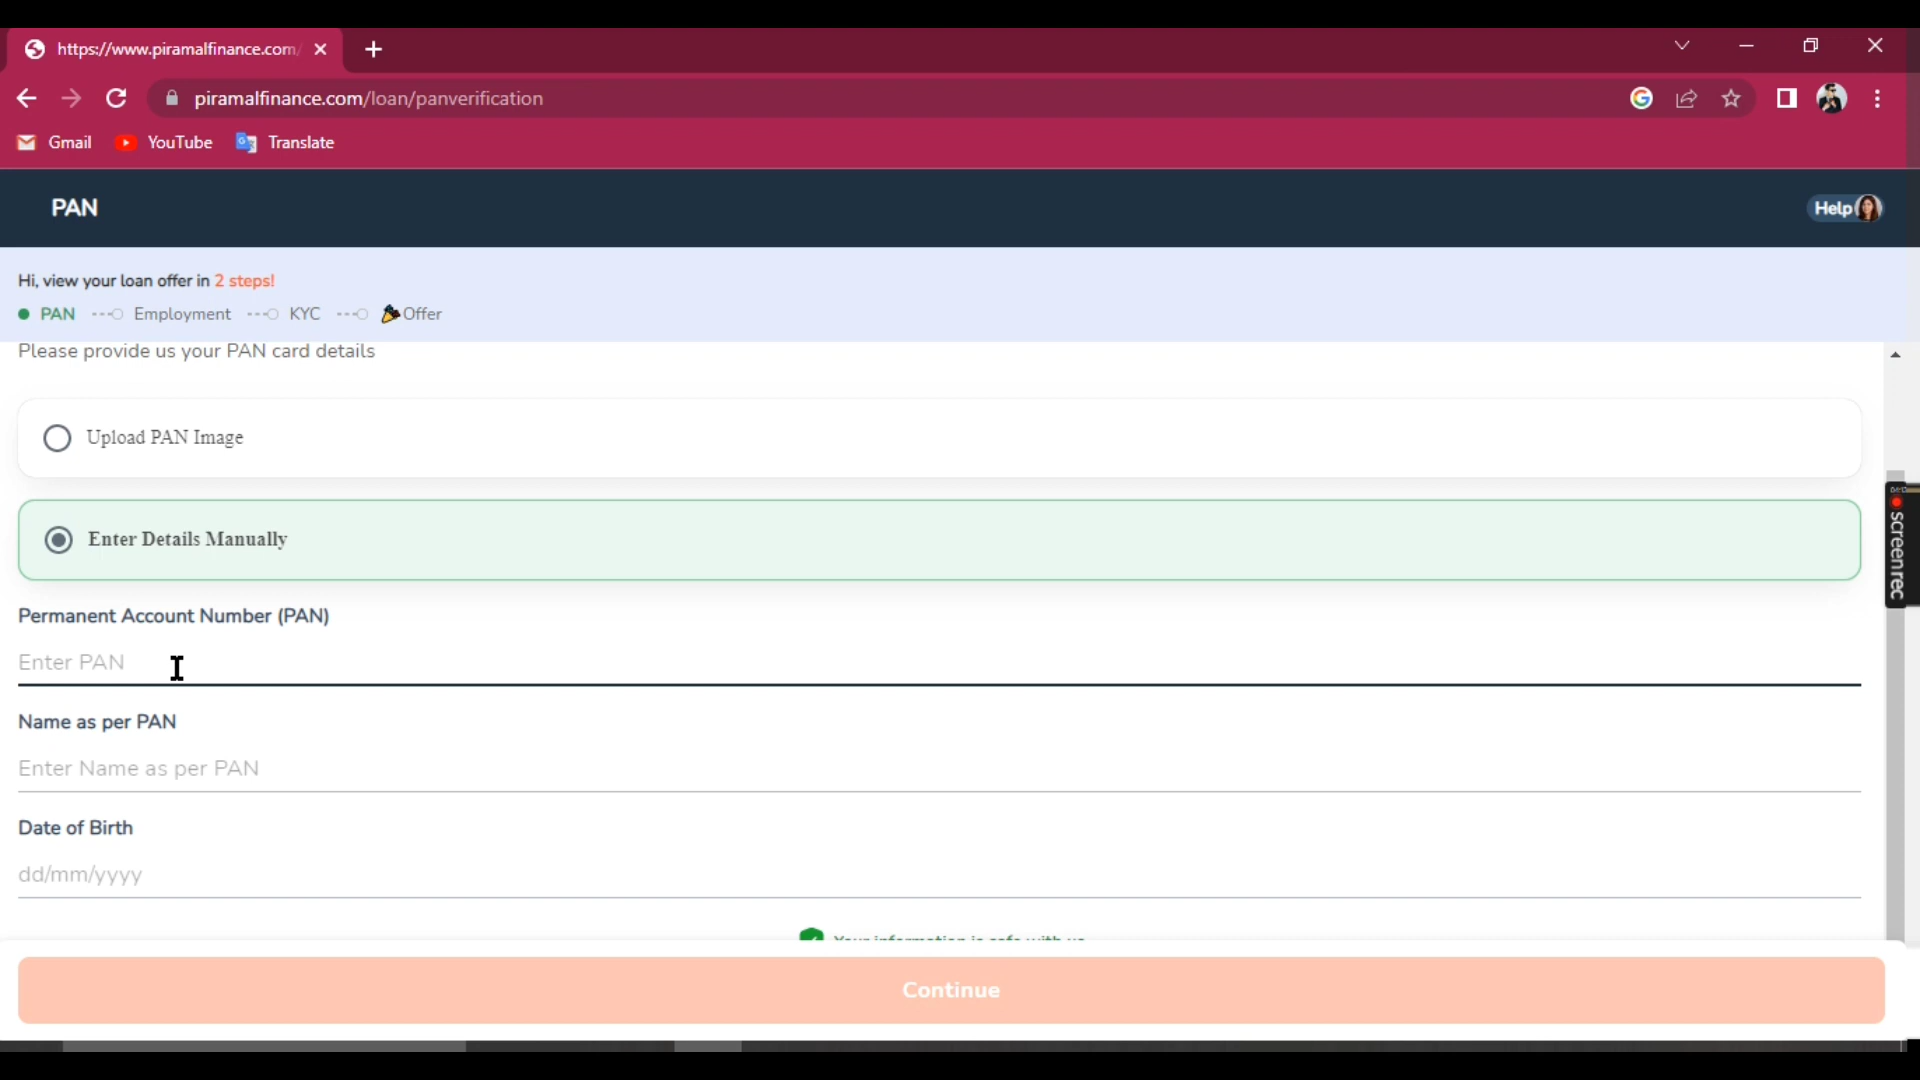 https://www.piramalfinance.com/
piramalfinance.com/loan/panverification
Gmail YouTube Translate
PAN
Help
Hi, view your loan offer in 2 steps!
PAN Employment KYC Offer
Please provide us your PAN card details
Upload PAN Image
Enter Details Manually
screenrec
Permanent Account Number (PAN)
Enter PAN
Name as per PAN
Enter Name as per PAN
Date of Birth
dd/mm/yyyy
Your information is safe with us
Continue